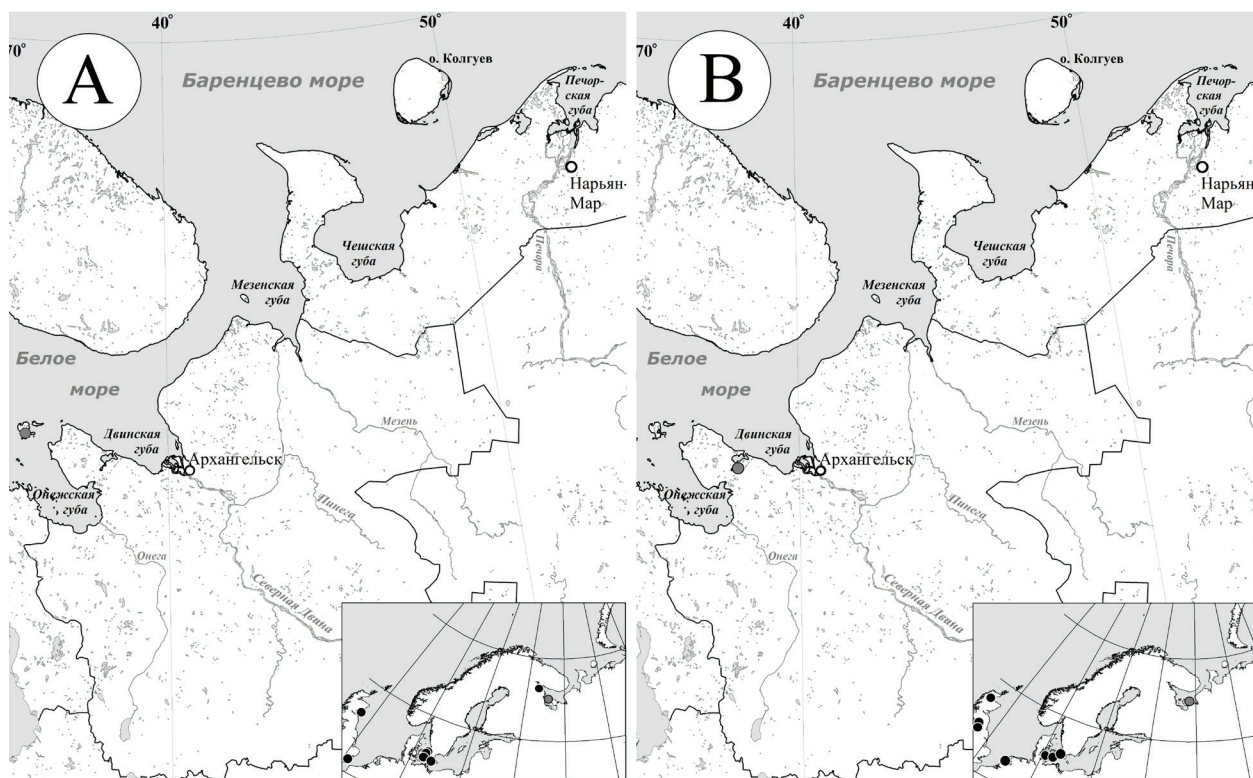 40°
50°
70°
A
Баренцево море
о. Колгуев
Печор-
ская
губа
Нарьян-
Мар
Чешская
губа
Печора
Мезенская
губа
Белое
море
Мезень
Двинская
губа
Архангельск
Онежская
губа
Пинега
Онега
Северная Двина
40°
50°
70°
B
Баренцево море
о. Колгуев
Печор-
ская
губа
Нарьян-
Мар
Чешская
губа
Печора
Мезенская
губа
Белое
море
Мезень
Двинская
губа
Архангельск
Онежская
губа
Пинега
Онега
Северная Двина